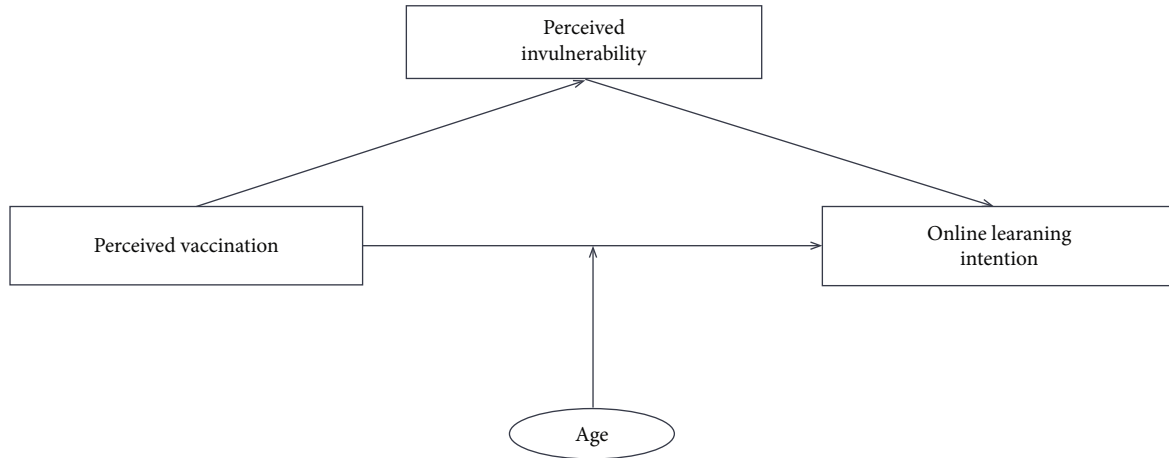 Perceived
invulnerability
Perceived vaccination
Online learaning
intention
Age